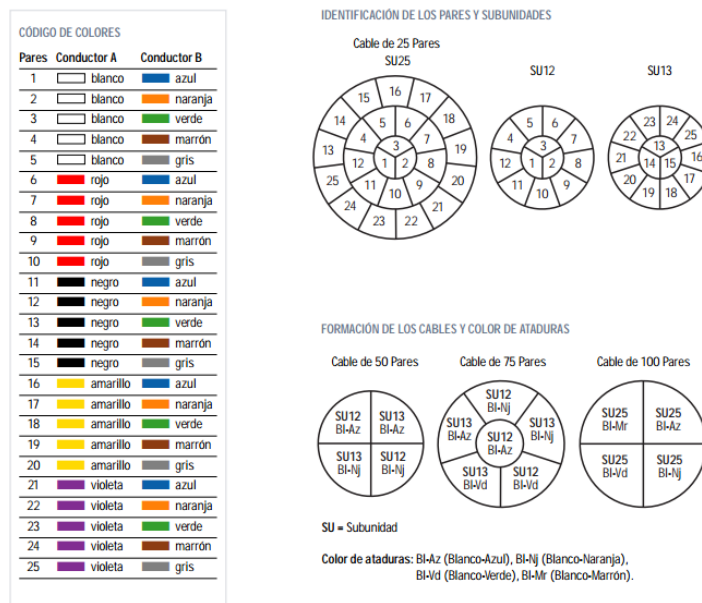 CÓDIGO DE COLORES
Pares Conductor A Conductor B
1 blanco azul
2 blanco naranja
3 blanco verde
4 blanco marrón
5 blanco gris
6 rojo azul
7 rojo naranja
8 rojo verde
9 rojo marrón
10 rojo gris
11 negro azul
12 negro naranja
13 negro verde
14 negro marrón
15 negro gris
16 amarillo azul
17 amarillo naranja
18 amarillo verde
19 amarillo marrón
20 amarillo gris
21 violeta azul
22 violeta naranja
23 violeta verde
24 violeta marrón
25 violeta gris
IDENTIFICACIÓN DE LOS PARES Y SUBUNIDADES
Cable de 25 Pares
SU25
16
15 17
14 18
5 6
4 7
3
13 12 1 2 8 19
11 9
10
25 20
24 21
23 22
SU12
5 6
4 7
3
12 1 2 8
11 9
10
SU13
23 24
22 25
13
21 14 15 16
20 17
19 18
FORMACIÓN DE LOS CABLES Y COLOR DE ATADURAS
Cable de 50 Pares
SU12 SU13
Bl-Az Bl-Az
SU13 SU12
Bl-Nj Bl-Nj
Cable de 75 Pares
SU12
Bl-Nj
SU13 SU13
Bl-Az Bl-Nj
SU12
Bl-Az
SU13 SU12
Bl-Vd Bl-Vd
Cable de 100 Pares
SU25 SU25
Bl-Mr Bl-Az
SU25 SU25
Bl-Vd Bl-Nj
SU = Subunidad
Color de ataduras: Bl-Az (Blanco-Azul), Bl-Nj (Blanco-Naranja),
Bl-Vd (Blanco-Verde), Bl-Mr (Blanco-Marrón).